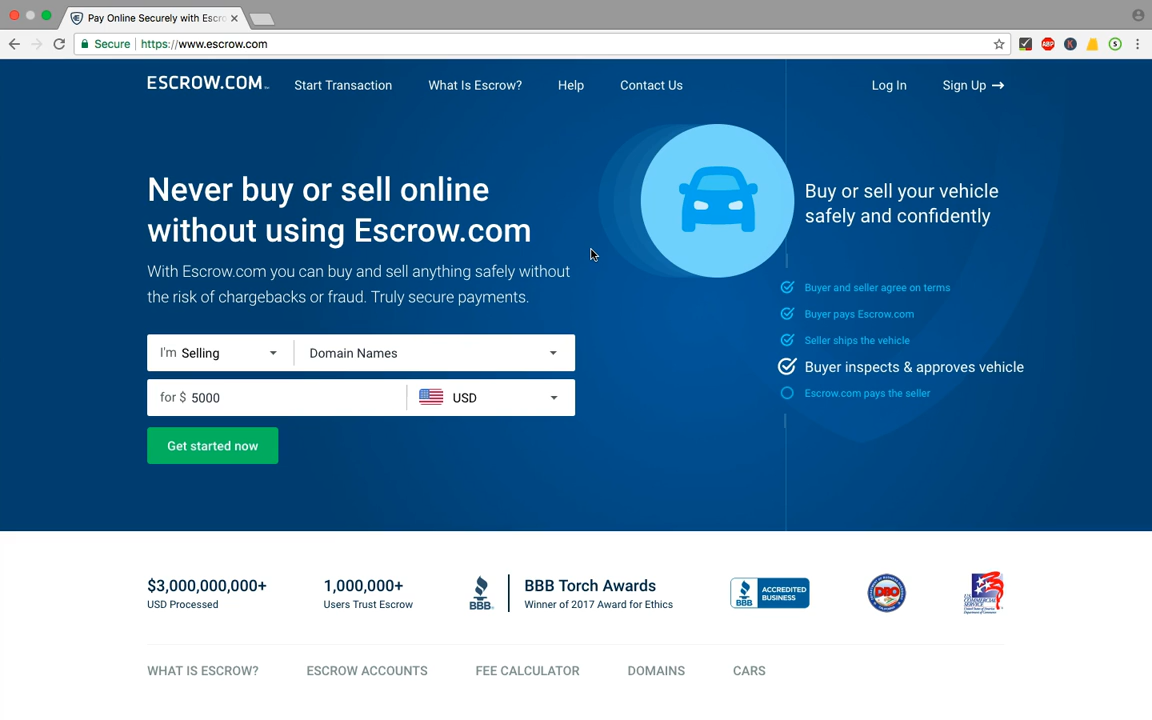 Pay Online Securely with Escro
Secure https://www.escrow.com
ABP
K
S
ESCROW.COM
Start Transaction
What Is Escrow?
Help
Contact Us
Log In
Sign Up →
Never buy or sell online
without using Escrow.com
With Escrow.com you can buy and sell anything safely without
the risk of chargebacks or fraud. Truly secure payments.
I'm Selling
Domain Names
for $ 5000
USD
Get started now
Buy or sell your vehicle
safely and confidently
Buyer and seller agree on terms
Buyer pays Escrow.com
Seller ships the vehicle
Buyer inspects & approves vehicle
Escrow.com pays the seller
$3,000,000,000+
USD Processed
1,000,000+
Users Trust Escrow
BBB.
BBB Torch Awards
Winner of 2017 Award for Ethics
BBB
ACCREDITED
BUSINESS
DBO
U.S.
COMMERCIAL
SERVICE
WHAT IS ESCROW?
ESCROW ACCOUNTS
FEE CALCULATOR
DOMAINS
CARS